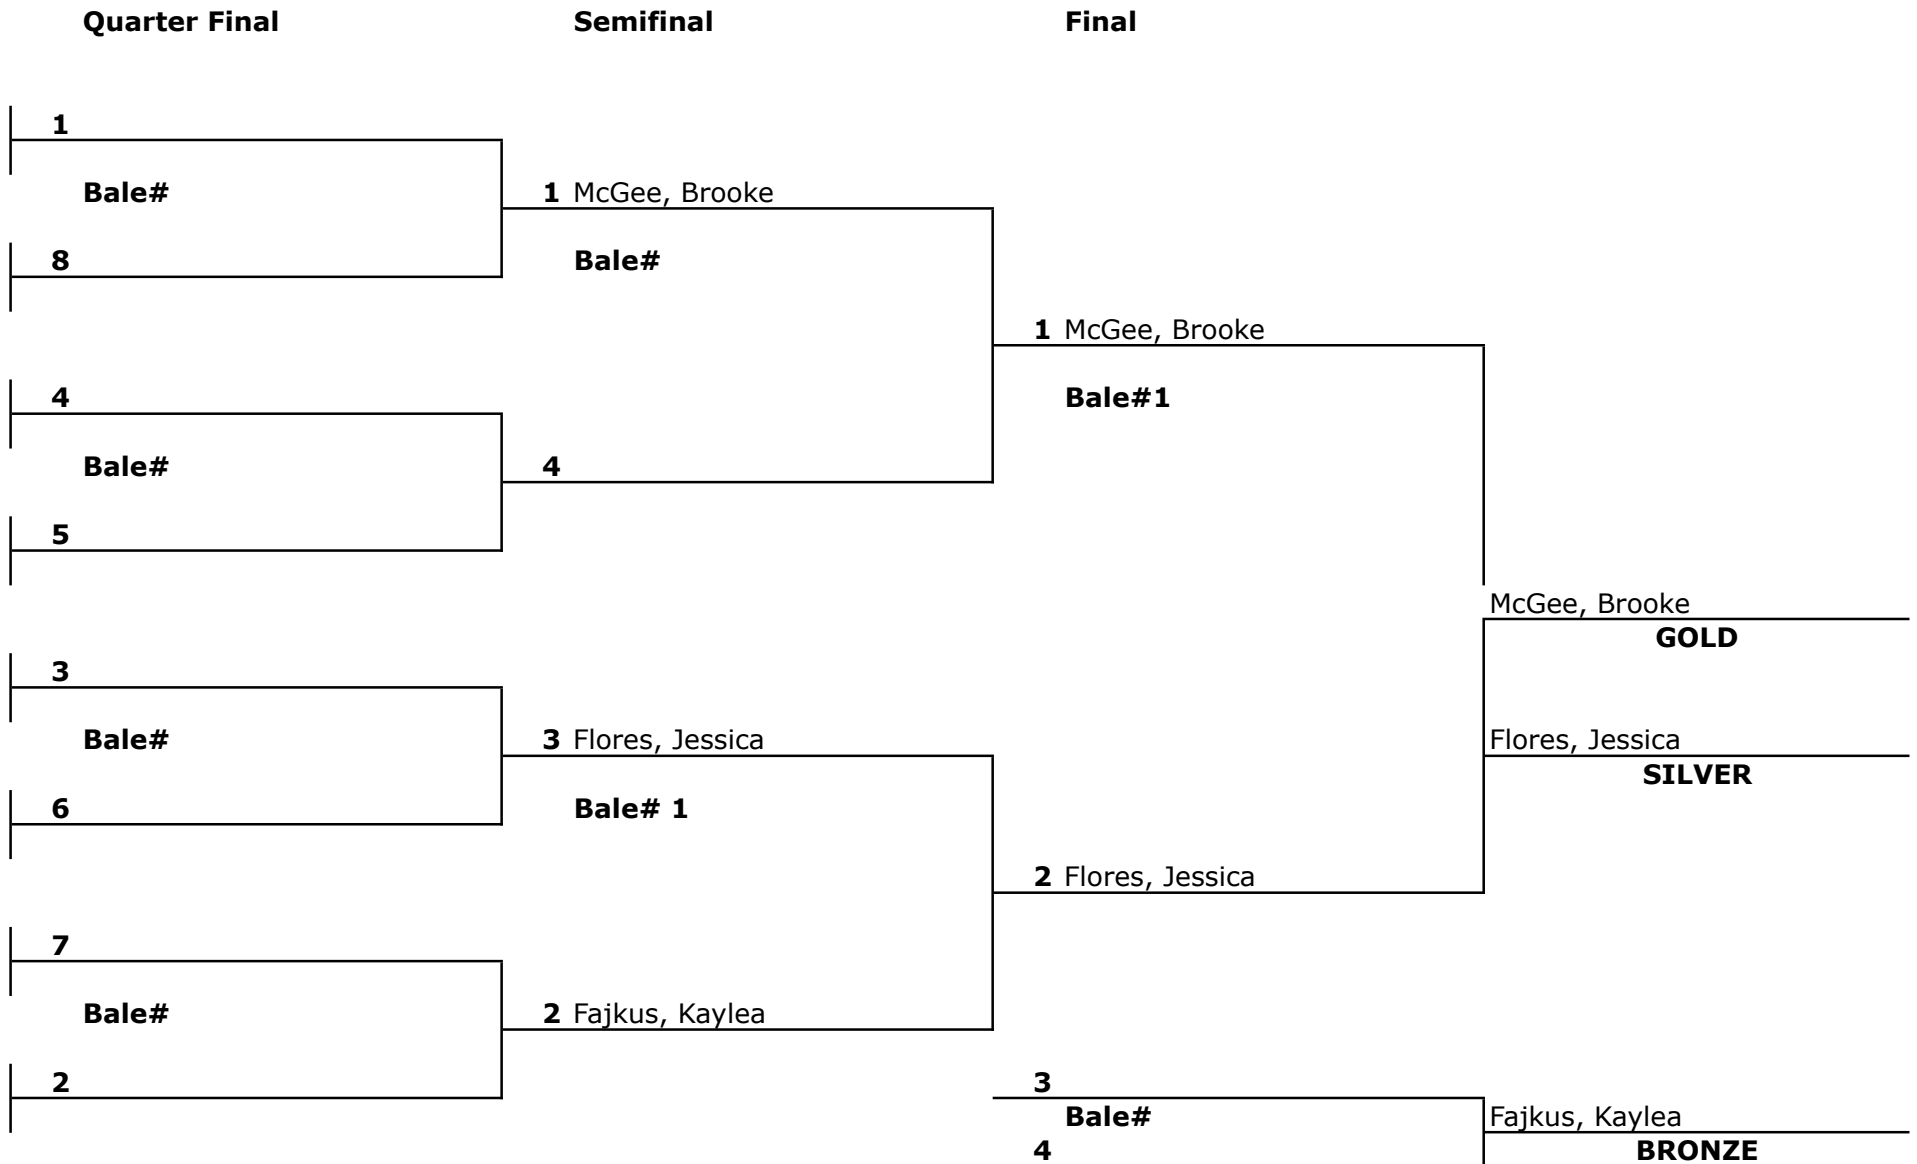 Quarter Final Semifinal Final
1
Bale# 1 McGee, Brooke
8 Bale#
1 McGee, Brooke
4 Bale#1
Bale# 4
5
McGee, Brooke
GOLD
3
Bale# 3 Flores, Jessica Flores, Jessica
SILVER
6 Bale# 1
2 Flores, Jessica
7
Bale# 2 Fajkus, Kaylea
2 3
Bale# Fajkus, Kaylea
4 BRONZE